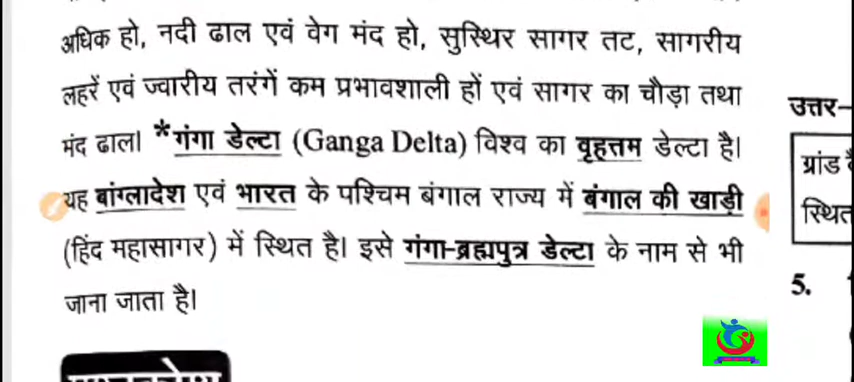 अधिक हो, नदी ढाल एवं वेग मंद हो, सुस्थिर सागर तट, सागरीय
लहरें एवं ज्वारीय तरंगें कम प्रभावशाली हों एवं सागर का चौड़ा तथा
मंद ढाल। *गंगा डेल्टा (Ganga Delta) विश्व का वृहत्तम डेल्टा है।
यह बांग्लादेश एवं भारत के पश्चिम बंगाल राज्य में बंगाल की खाड़ी
(हिंद महासागर) में स्थित है। इसे गंगा-ब्रह्मपुत्र डेल्टा के नाम से भी
जाना जाता है।
उत्तर–
ग्रांड
स्थित
5.